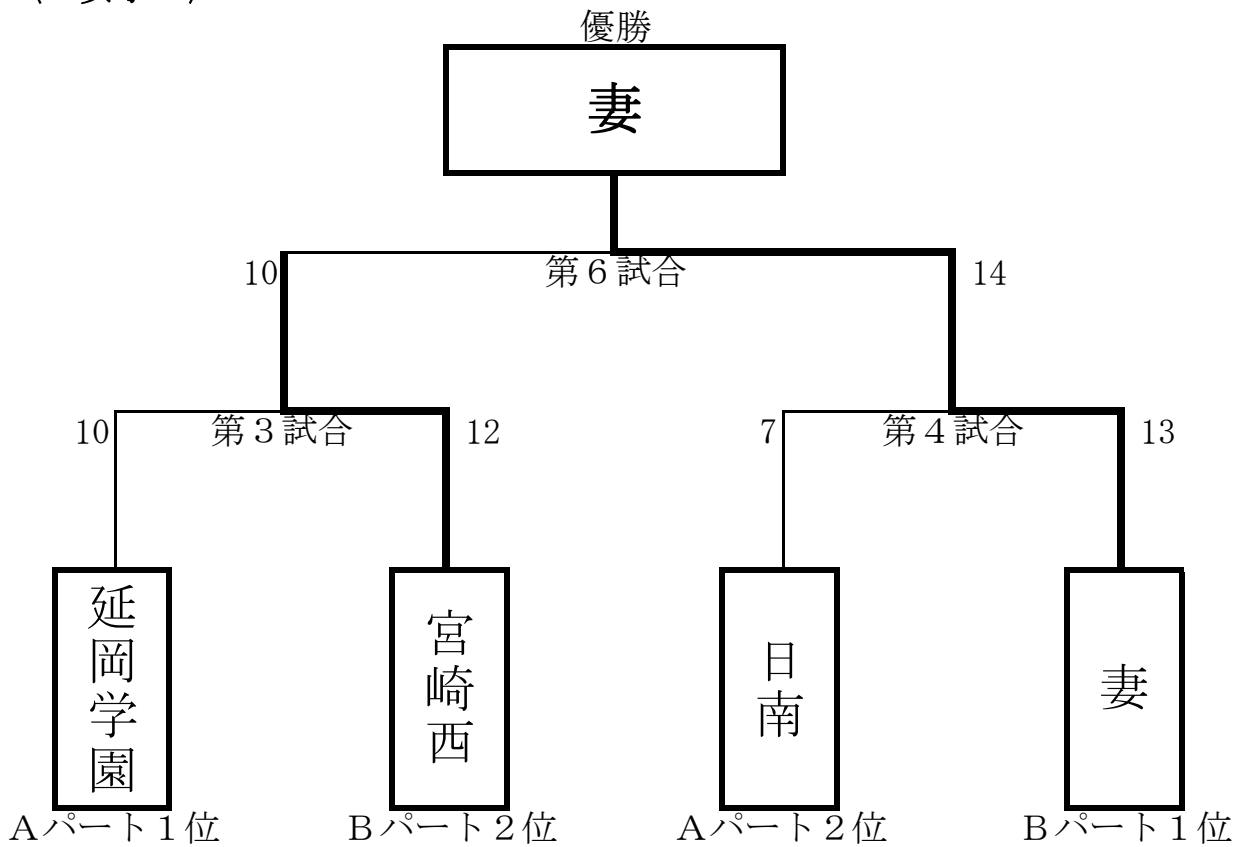 優勝
妻
10 第6試合 14
10 第3試合 12 7 第4試合 13
延岡学園 宮崎西 日南 妻
Aパート1位 Bパート2位 Aパート2位 Bパート1位